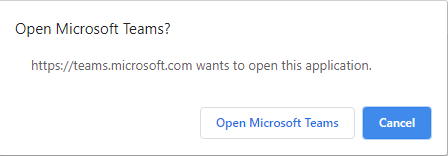 Open Microsoft Teams?
https://teams.microsoft.com wants to open this application.
Open Microsoft Teams
Cancel